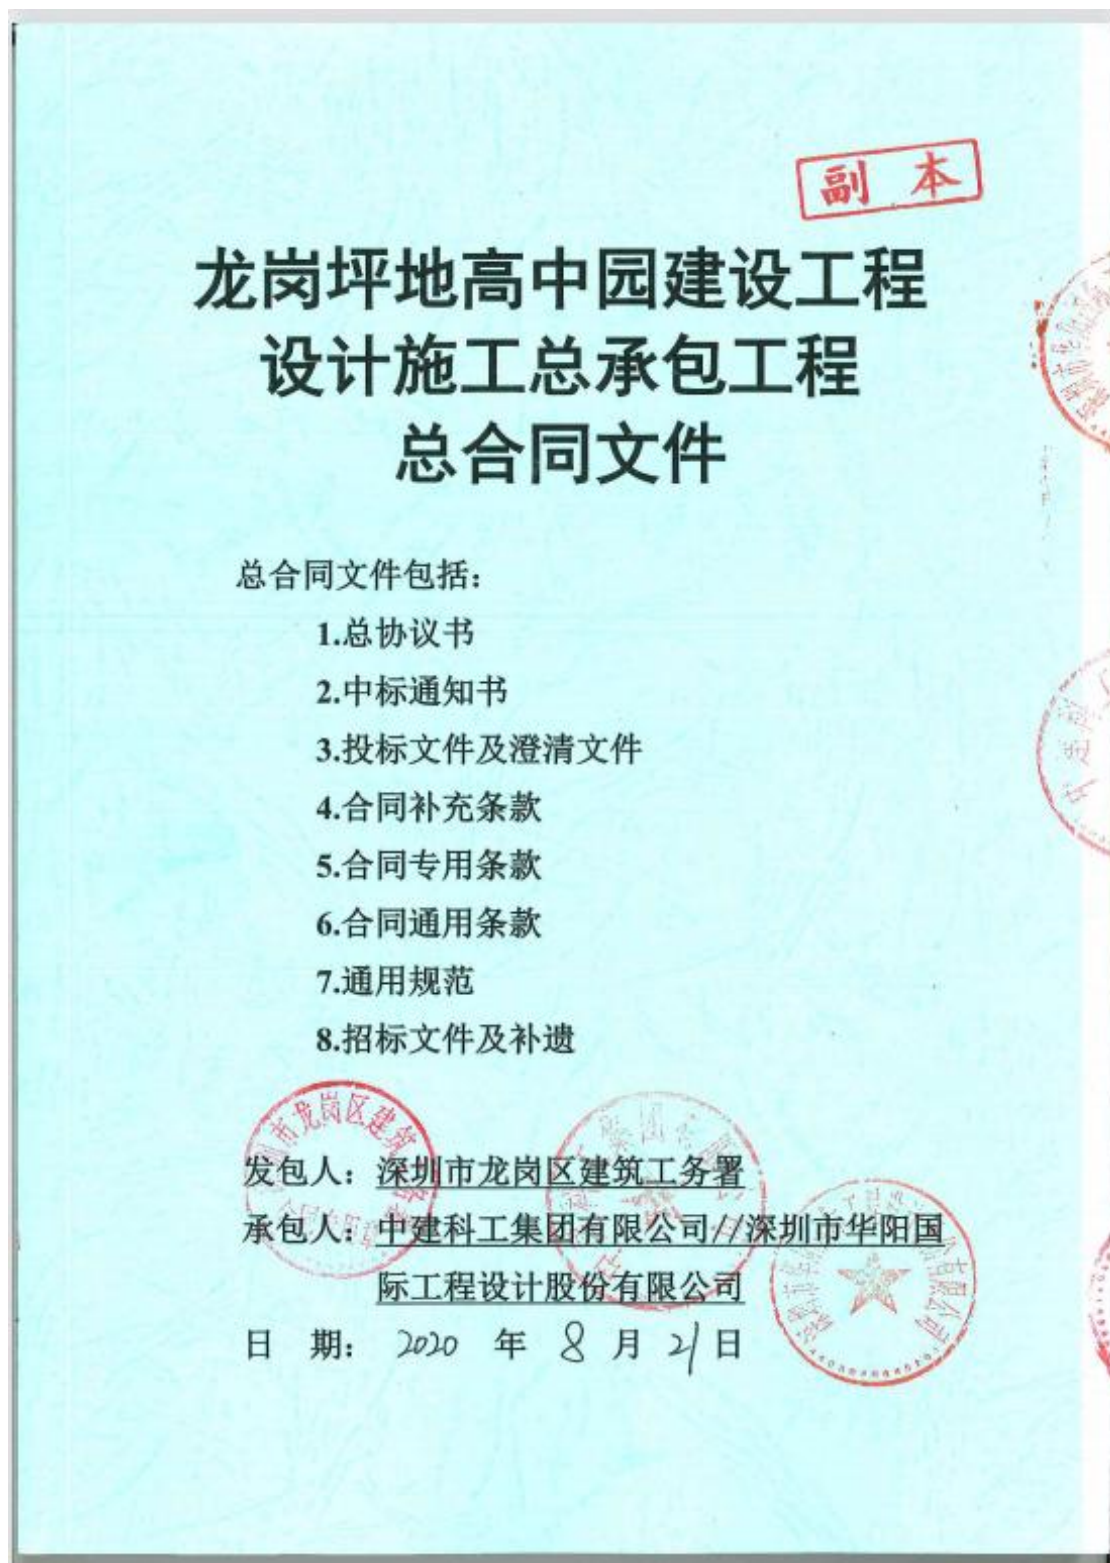 副 本
龙岗坪地高中园建设工程
设计施工总承包工程
总合同文件
总合同文件包括：
1.总协议书
2.中标通知书
3.投标文件及澄清文件
4.合同补充条款
5.合同专用条款
6.合同通用条款
7.通用规范
8.招标文件及补遗
发包人：深圳市龙岗区建筑工务署
承包人：中建科工集团有限公司//深圳市华阳国
际工程设计股份有限公司
日 期： 2020 年 8 月 21 日